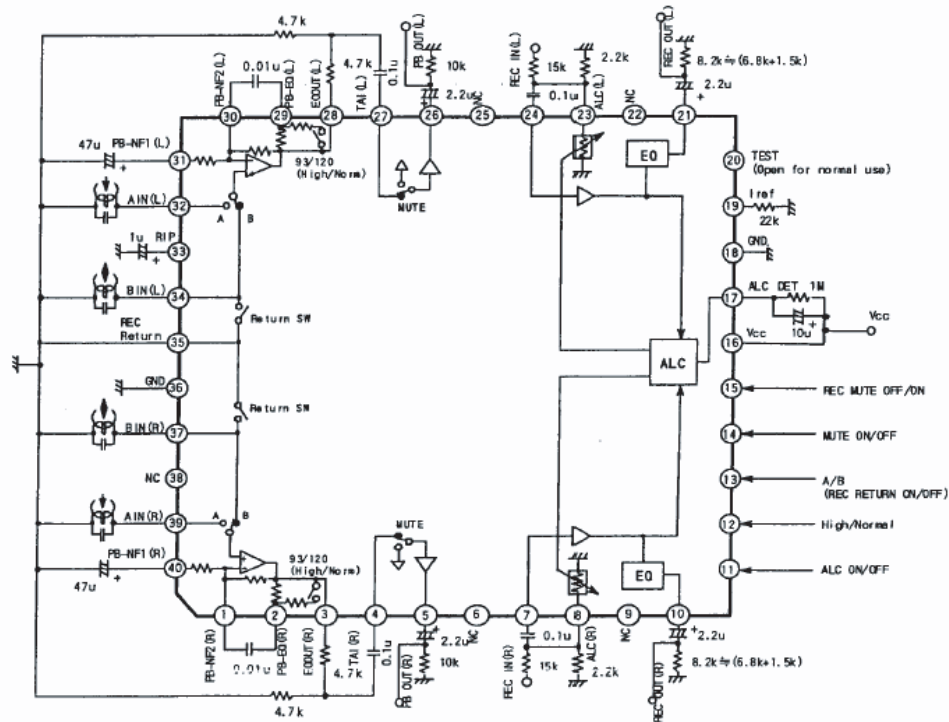 4.7k
0.01u
PB-NF2(L)
PB-EQ(L)
EQOUT(L)
TAI(L)
4.7k
0.1u
PB OUT(L)
10k
2.2u
NC
REC IN(L)
15k
0.1u
2.2k
ALC(L)
NC
REC OUT(L)
8.2k≒(6.8k+1.5k)
2.2u
30
29
28
27
26
25
24
23
22
21
47u
PB-NF1(L)
31
93/120
(High/Norm)
MUTE
EQ
20
TEST
(Open for normal use)
AIN(L)
32
A
B
19
Iref
22k
1u
RIP
33
18
GND
BIN(L)
34
Return SW
17
ALC DET 1M
10u
Vcc
REC
Return
35
ALC
16
Vcc
GND
36
15
REC MUTE OFF/ON
Return SW
BIN(R)
37
14
MUTE ON/OFF
NC
38
13
A/B
(REC RETURN ON/OFF)
AIN(R)
39
A
B
MUTE
12
High/Normal
PB-NF1(R)
40
47u
93/120
(High/Norm)
EQ
11
ALC ON/OFF
1
2
3
4
5
6
7
8
9
10
PB-NF2(R)
0.01u
PB-EQ(R)
EQOUT(R)
4.7k
TAI(R)
0.1u
PB OUT(R)
2.2u
10k
NC
REC IN(R)
0.1u
15k
ALC(R)
2.2k
NC
REC OUT(R)
2.2u
8.2k≒(6.8k+1.5k)
4.7k